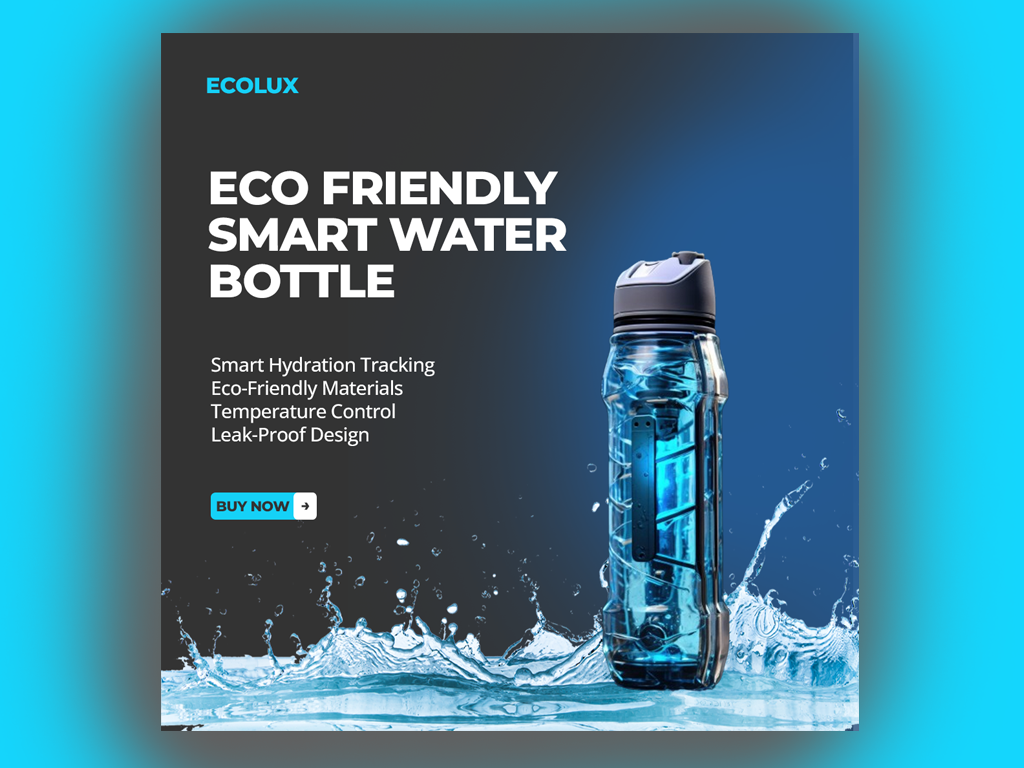 ECOLUX
ECO FRIENDLY
SMART WATER
BOTTLE
Smart Hydration Tracking
Eco-Friendly Materials
Temperature Control
Leak-Proof Design
BUY NOW →